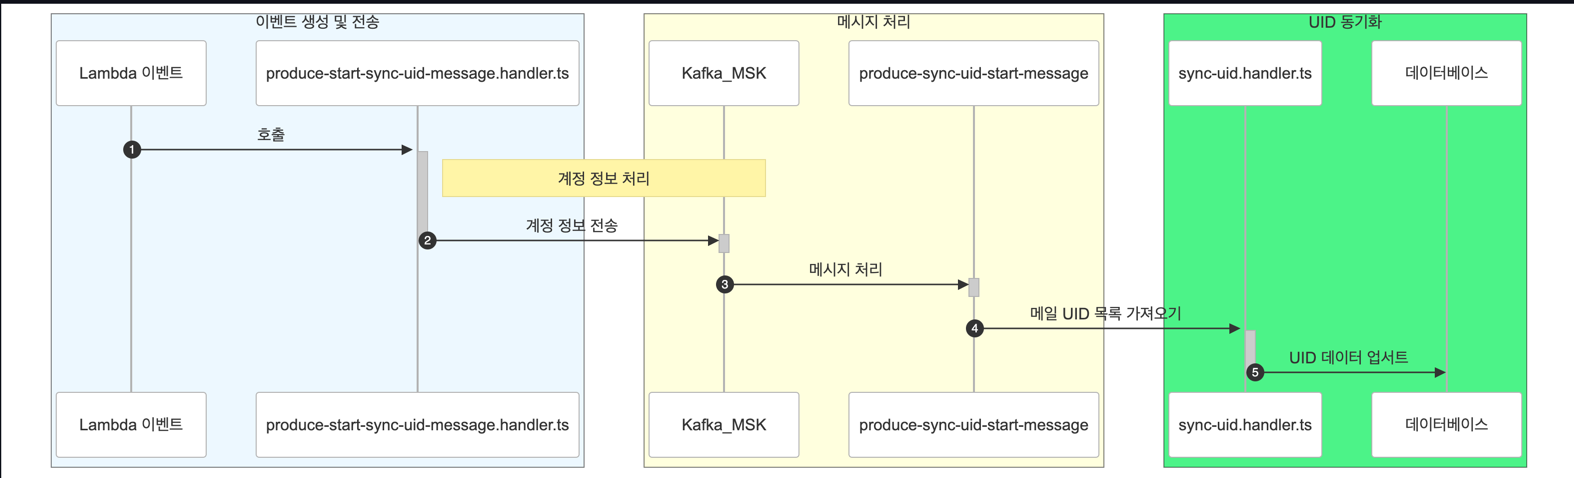 이벤트 생성 및 전송
메시지 처리
UID 동기화
Lambda 이벤트
produce-start-sync-uid-message.handler.ts
Kafka_MSK
produce-sync-uid-start-message
sync-uid.handler.ts
데이터베이스
호출
1
계정 정보 처리
계정 정보 전송
2
메시지 처리
3
메일 UID 목록 가져오기
4
UID 데이터 업서트
5
Lambda 이벤트
produce-start-sync-uid-message.handler.ts
Kafka_MSK
produce-sync-uid-start-message
sync-uid.handler.ts
데이터베이스